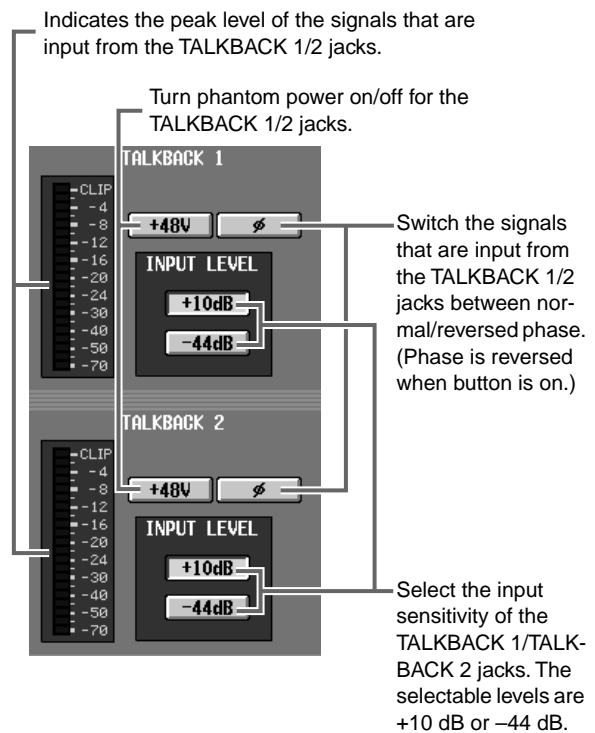 Indicates the peak level of the signals that are
input from the TALKBACK 1/2 jacks.
Turn phantom power on/off for the
TALKBACK 1/2 jacks.
TALKBACK 1
CLIP
-4
-8
-12
-16
-20
-24
-30
-40
-50
-70
+48V
ø
INPUT LEVEL
+10dB
-44dB
Switch the signals
that are input from
the TALKBACK 1/2
jacks between nor-
mal/reversed phase.
(Phase is reversed
when button is on.)
TALKBACK 2
CLIP
-4
-8
-12
-16
-20
-24
-30
-40
-50
-70
+48V
ø
INPUT LEVEL
+10dB
-44dB
Select the input
sensitivity of the
TALKBACK 1/TALK-
BACK 2 jacks. The
selectable levels are
+10 dB or –44 dB.